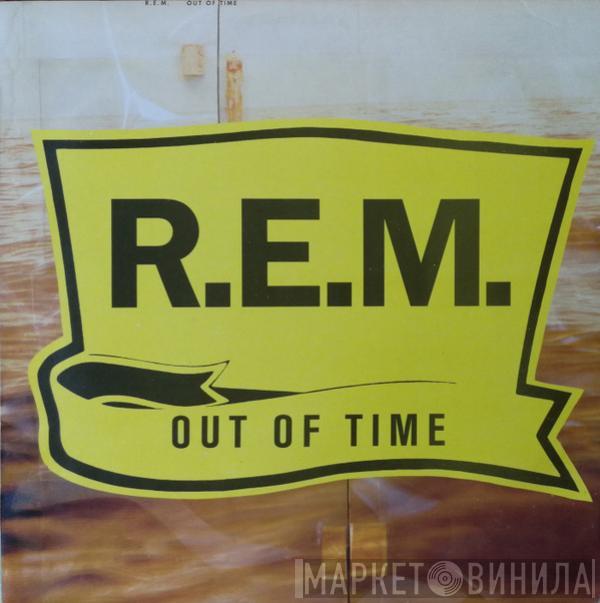 R.E.M. OUT OF TIME
R.E.M.
OUT OF TIME
МАРКЕТ ВИНИЛА